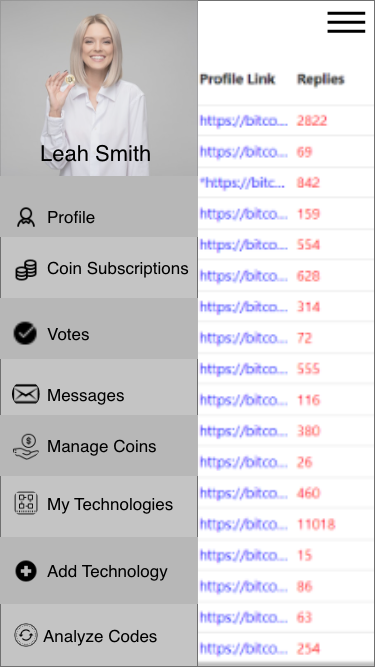 Leah Smith
Profile
Coin Subscriptions
Votes
Messages
Manage Coins
My Technologies
Add Technology
Analyze Codes
Profile Link Replies
https://bitco... 2822
https://bitco... 69
*https://bitc... 842
https://bitco... 159
https://bitco... 554
https://bitco... 628
https://bitco... 314
https://bitco... 72
https://bitco... 555
https://bitco... 116
https://bitco... 380
https://bitco... 26
https://bitco... 460
https://bitco... 11018
https://bitco... 15
https://bitco... 86
https://bitco... 63
https://bitco... 254